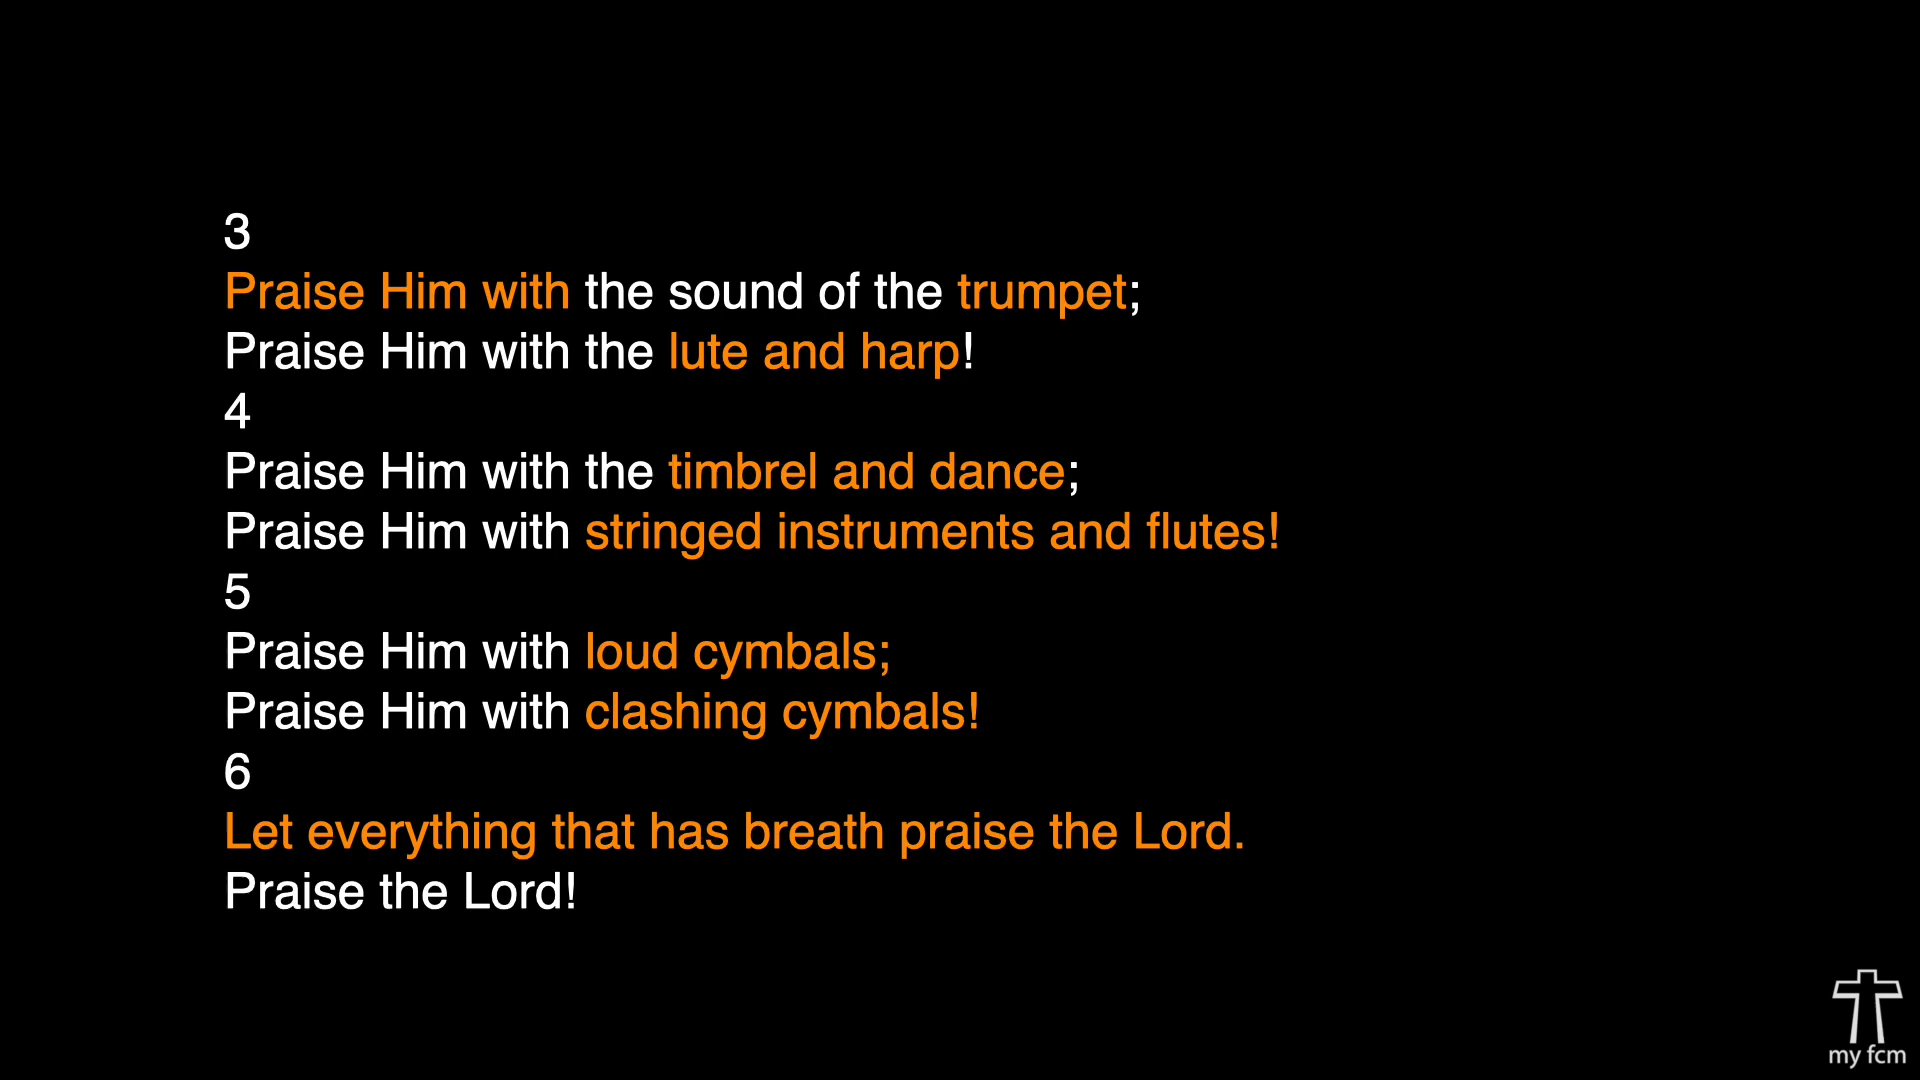 3
Praise Him with the sound of the trumpet;
Praise Him with the lute and harp!
4
Praise Him with the timbrel and dance;
Praise Him with stringed instruments and flutes!
5
Praise Him with loud cymbals;
Praise Him with clashing cymbals!
6
Let everything that has breath praise the Lord.
Praise the Lord!
my fcm